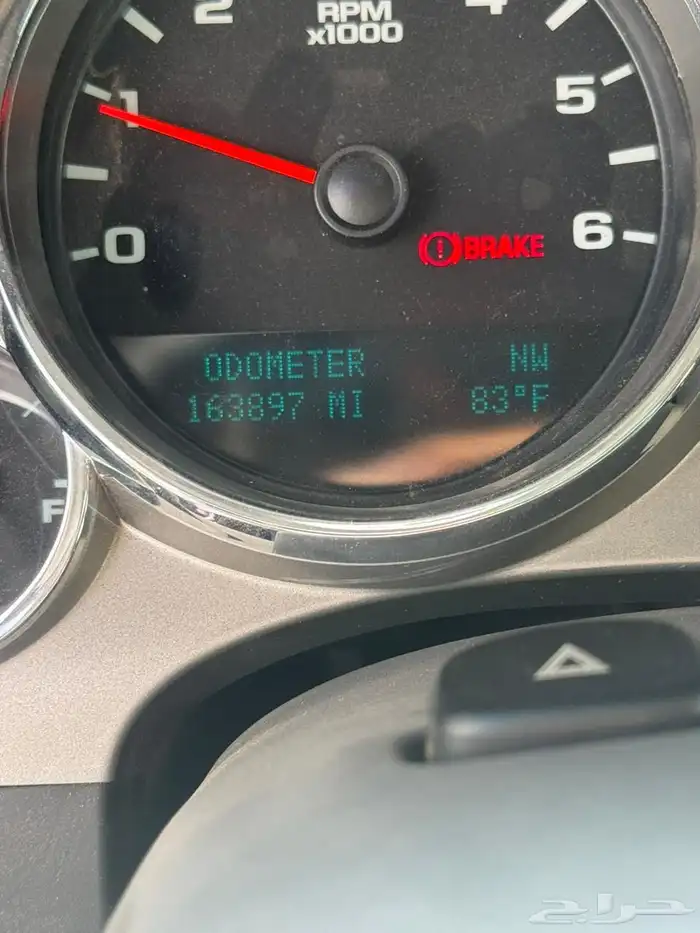 2
RPM
x1000
4
1
5
0
6
BRAKE
ODOMETER NW
163897 MI 83°F
F
حراج